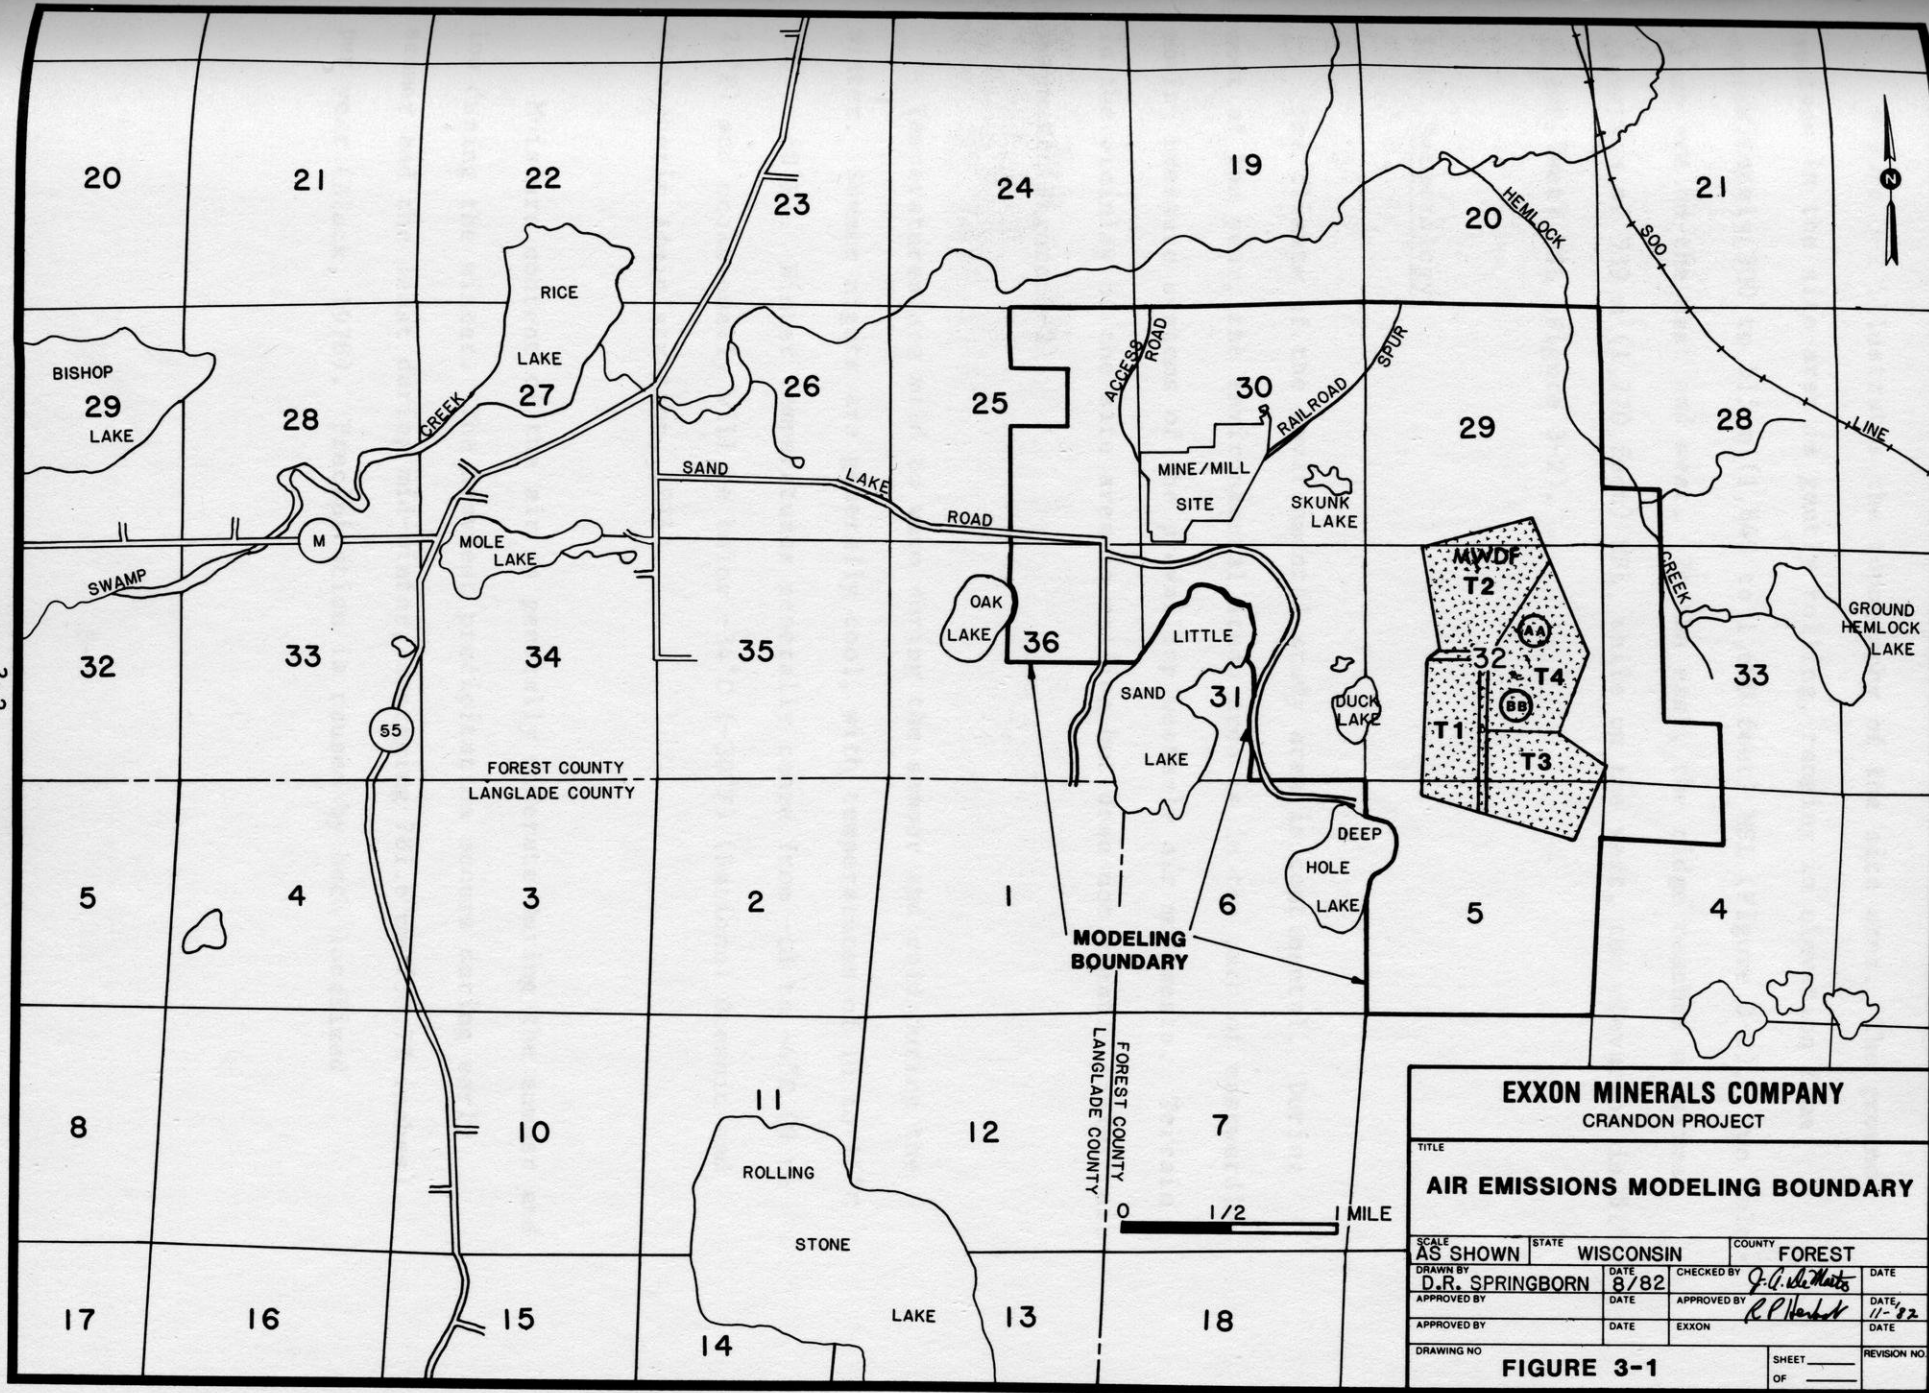 20
21
22
23
24
19
20
21
N
HEMLOCK
SOO
LINE
RICE
LAKE
27
BISHOP
29
LAKE
28
CREEK
26
25
ACCESS
ROAD
30
RAILROAD
SPUR
29
28
SAND
LAKE
ROAD
MINE/MILL
SITE
SKUNK
LAKE
M
MOLE
LAKE
SWAMP
32
33
34
35
OAK
LAKE
36
LITTLE
SAND
31
LAKE
DUCK
LAKE
MWDF
T2
AA
32
T4
BB
T1
T3
CREEK
33
GROUND
HEMLOCK
LAKE
55
FOREST COUNTY
LANGLADE COUNTY
DEEP
HOLE
LAKE
5
4
3
2
1
6
5
4
MODELING
BOUNDARY
FOREST COUNTY
LANGLADE COUNTY
8
10
11
12
7
ROLLING
STONE
LAKE
17
16
15
14
13
18
0 1/2 1 MILE
EXXON MINERALS COMPANY
CRANDON PROJECT
TITLE
AIR EMISSIONS MODELING BOUNDARY
SCALE AS SHOWN STATE WISCONSIN COUNTY FOREST
DRAWN BY D.R. SPRINGBORN DATE 8/82 CHECKED BY DATE
APPROVED BY DATE APPROVED BY DATE 11-'82
APPROVED BY DATE EXXON DATE
DRAWING NO FIGURE 3-1 SHEET
OF
REVISION NO.